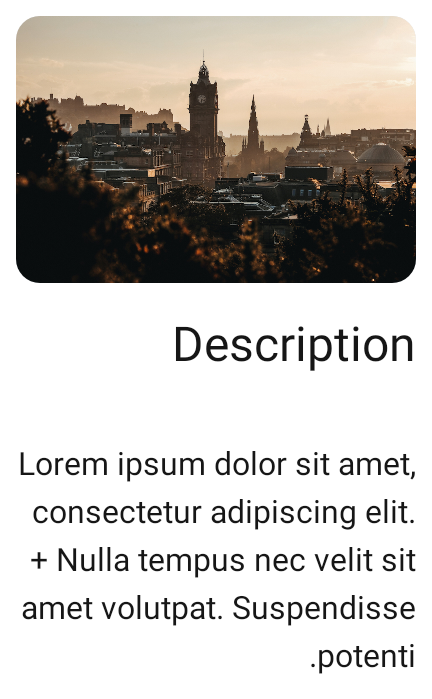 Description
Lorem ipsum dolor sit amet,
consectetur adipiscing elit.
+ Nulla tempus nec velit sit
amet volutpat. Suspendisse
.potenti